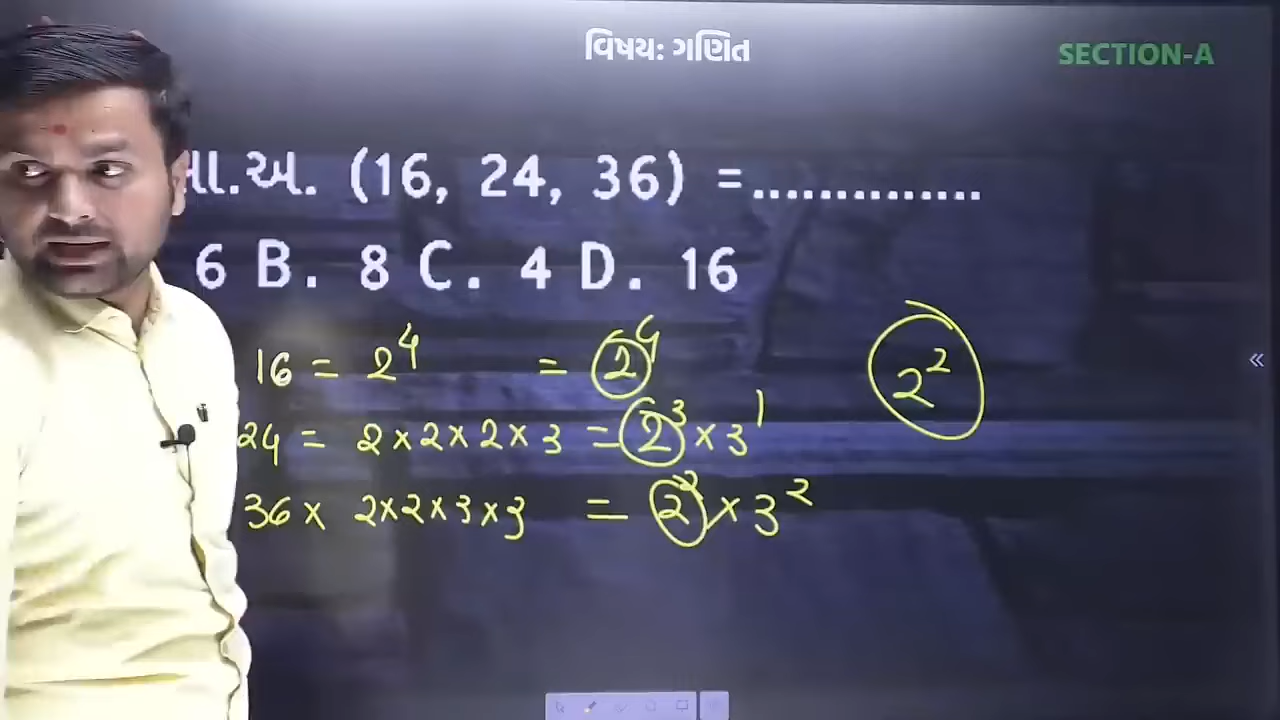 વિષય: ગણિત
SECTION-A
સા.અ. (16, 24, 36) =..............
6 B. 8 C. 4 D. 16
16 = 2⁴ = 2⁴ 2²
24 = 2×2×2×3 = 2³×3¹
36 × 2×2×3×3 = 2²×3²